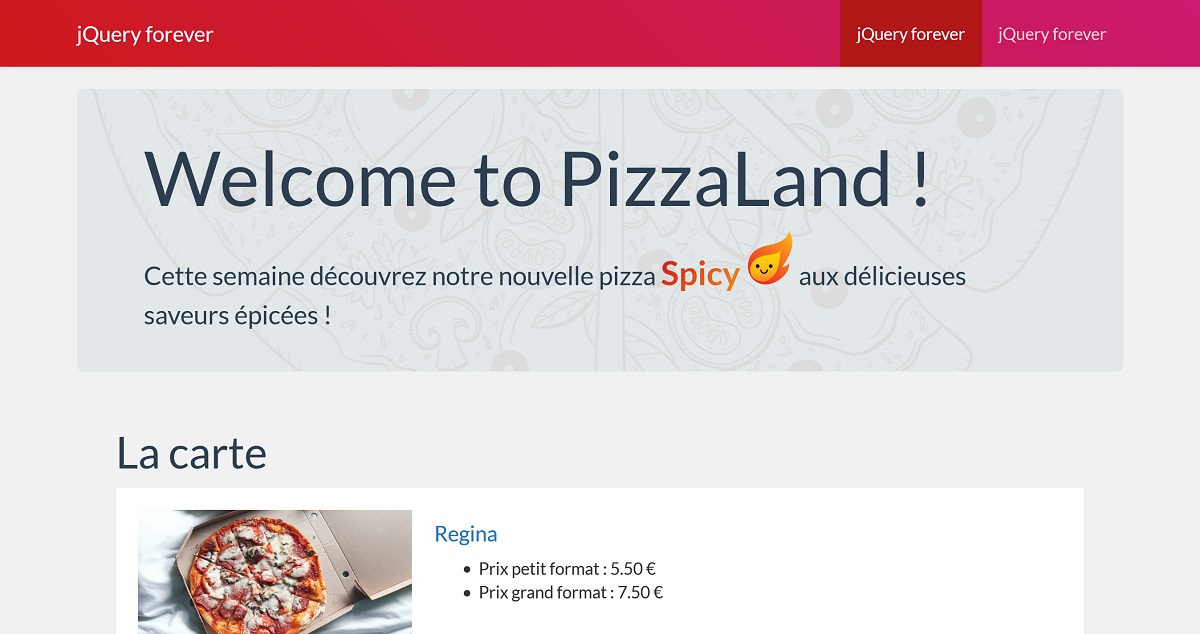 jQuery forever
jQuery forever
jQuery forever
Welcome to PizzaLand !
Cette semaine découvrez notre nouvelle pizza Spicy aux délicieuses
saveurs épicées !
La carte
Regina
Prix petit format : 5.50 €
Prix grand format : 7.50 €